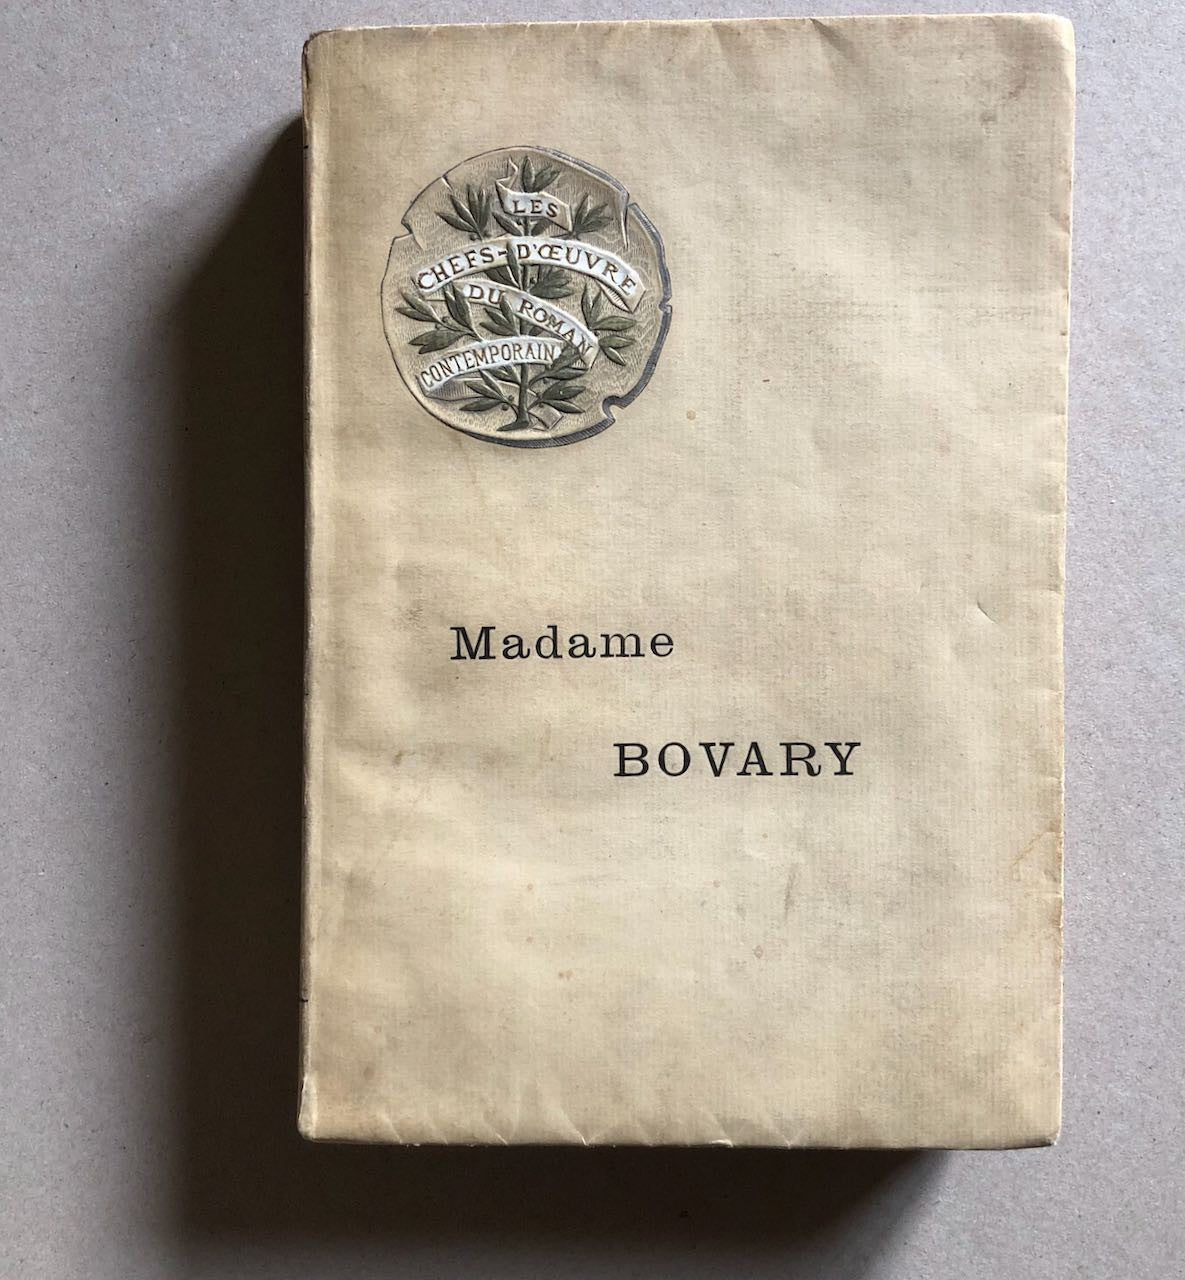 LES
CHEFS-D'ŒUVRE
DU ROMAN
CONTEMPORAIN
Madame
BOVARY